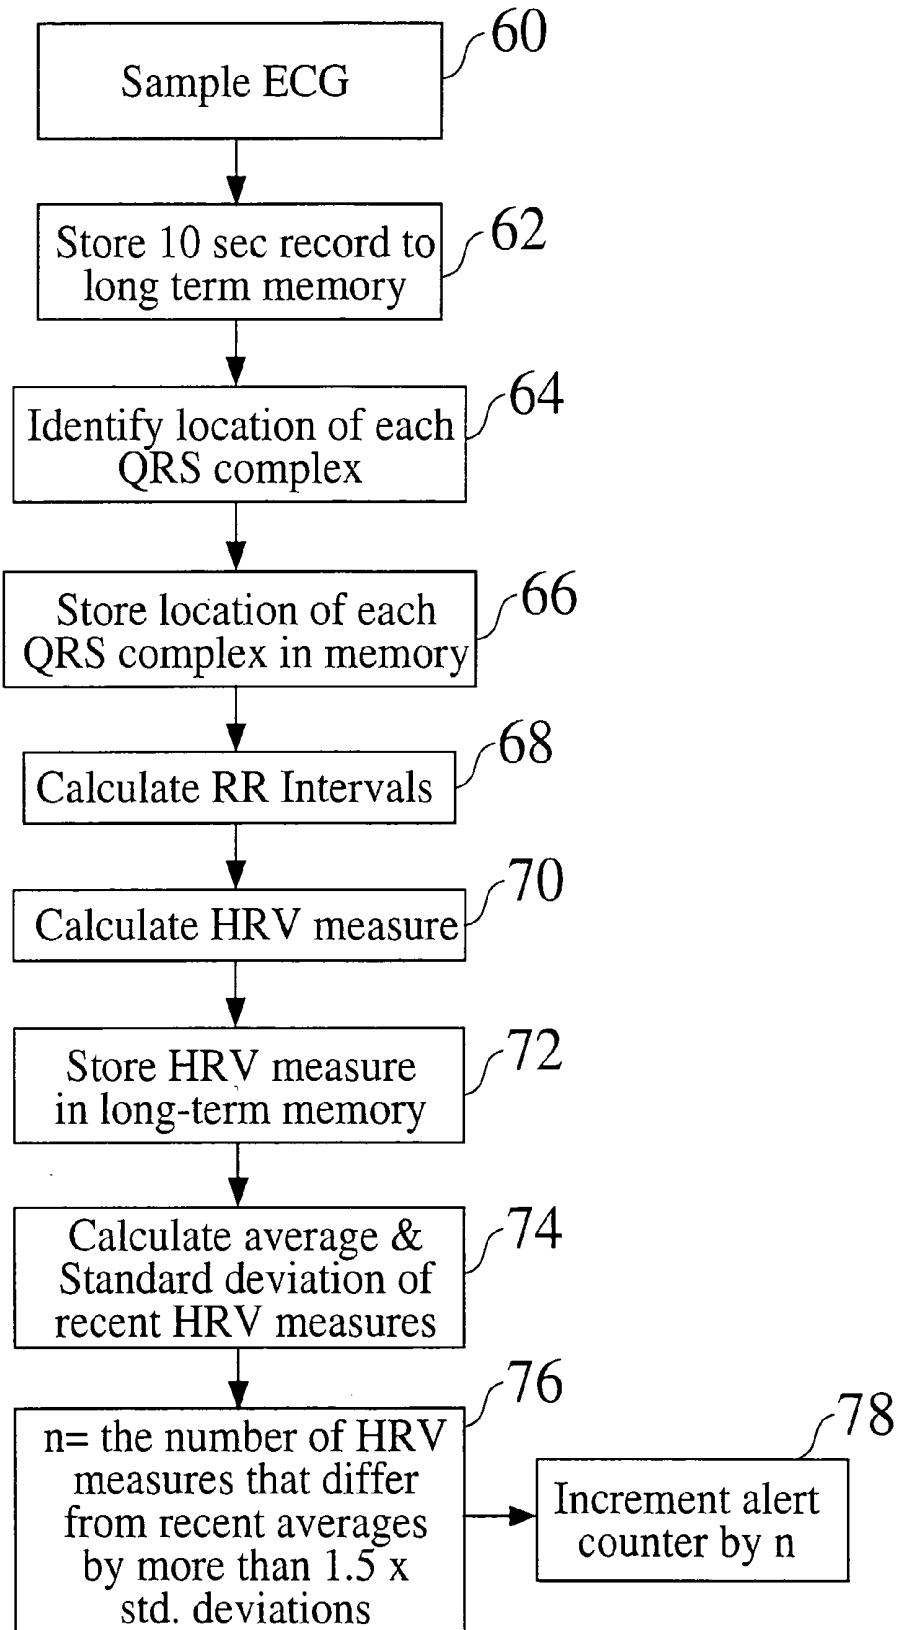 60
Sample ECG
62
Store 10 sec record to
long term memory
64
Identify location of each
QRS complex
66
Store location of each
QRS complex in memory
68
Calculate RR Intervals
70
Calculate HRV measure
72
Store HRV measure
in long-term memory
74
Calculate average &
Standard deviation of
recent HRV measures
76
n= the number of HRV
measures that differ
from recent averages
by more than 1.5 x
std. deviations
78
Increment alert
counter by n